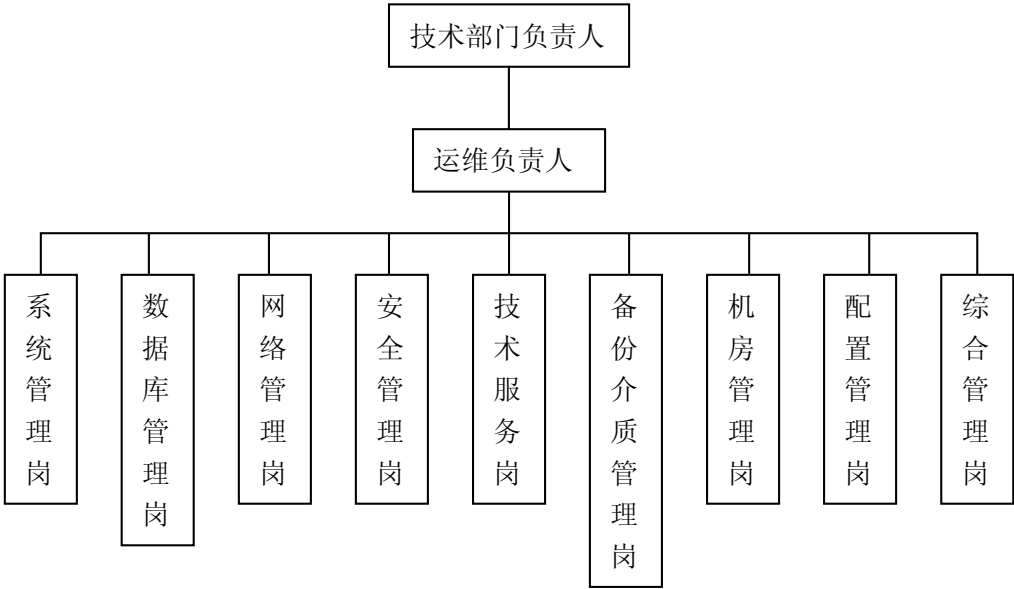 技术部门负责人
运维负责人
系统管理岗
数据库管理岗
网络管理岗
安全管理岗
技术服务岗
备份介质管理岗
机房管理岗
配置管理岗
综合管理岗